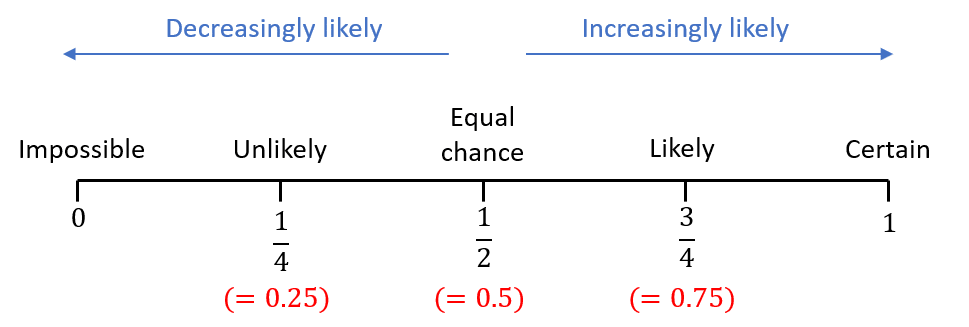 Decreasingly likely Increasingly likely
Impossible Unlikely Equal chance Likely Certain
0 1/4 1/2 3/4 1
(= 0.25) (= 0.5) (= 0.75)